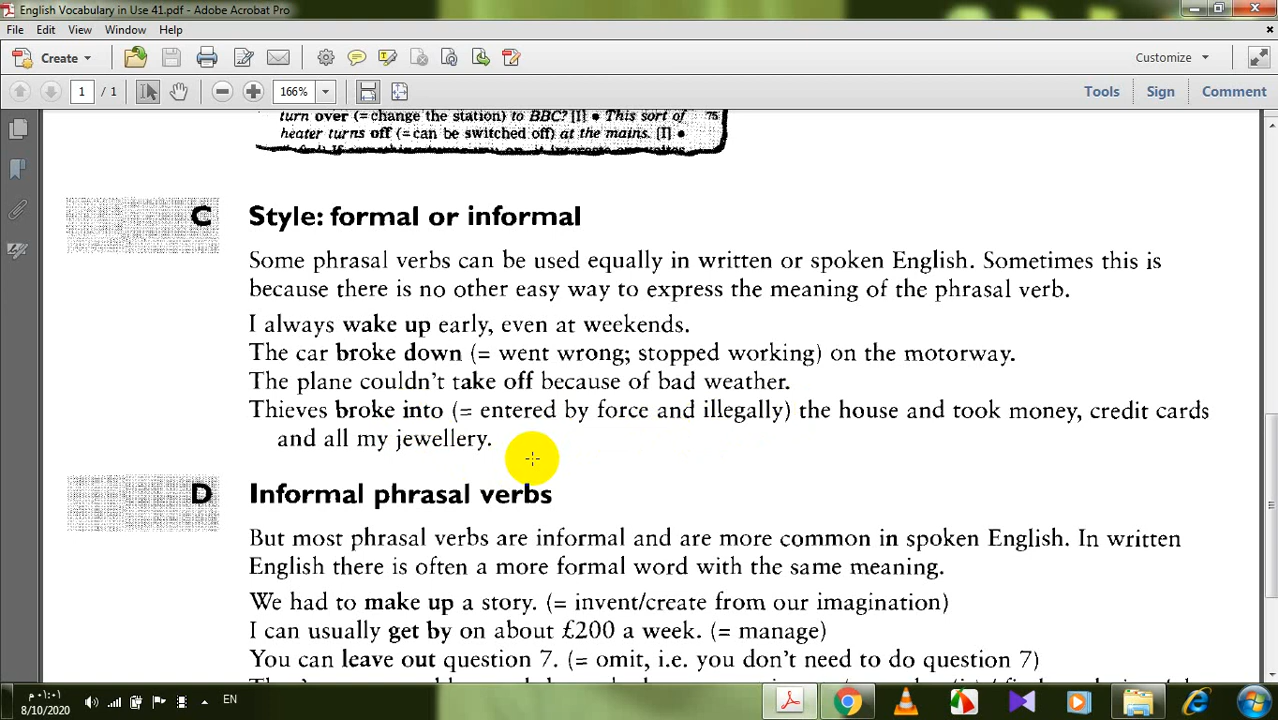 English Vocabulary in Use 41.pdf - Adobe Acrobat Pro
File Edit View Window Help
Create Customize
1 / 1 166% Tools Sign Comment
turn over (=change the station) to BBC? [I] • This sort of 75
heater turns off (=can be switched off) at the mains. [I] •
C Style: formal or informal
Some phrasal verbs can be used equally in written or spoken English. Sometimes this is
because there is no other easy way to express the meaning of the phrasal verb.
I always wake up early, even at weekends.
The car broke down (= went wrong; stopped working) on the motorway.
The plane couldn't take off because of bad weather.
Thieves broke into (= entered by force and illegally) the house and took money, credit cards
and all my jewellery.
D Informal phrasal verbs
But most phrasal verbs are informal and are more common in spoken English. In written
English there is often a more formal word with the same meaning.
We had to make up a story. (= invent/create from our imagination)
I can usually get by on about £200 a week. (= manage)
You can leave out question 7. (= omit, i.e. you don't need to do question 7)
EN
8/10/2020